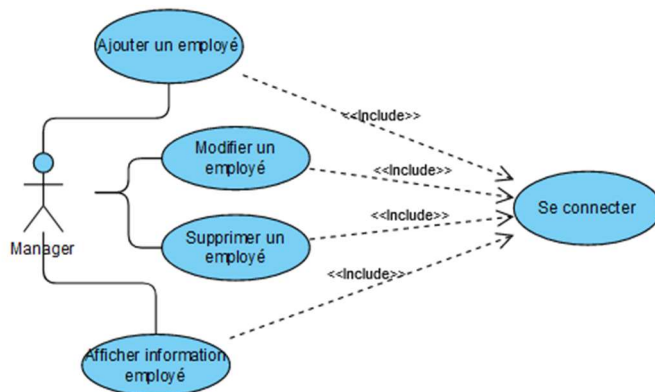 Ajouter un employé
<<Include>>
Modifier un
employé
<<Include>>
Se connecter
Manager
<<Include>>
Supprimer un
employé
<<Include>>
Afficher information
employé